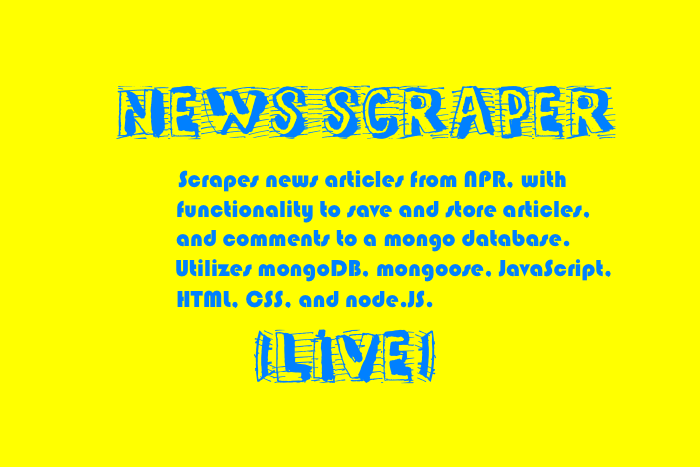 NEWS SCRAPER
Scrapes news articles from NPR, with
functionality to save and store articles,
and comments to a mongo database.
Utilizes mongoDB, mongoose, JavaScript,
HTML, CSS, and node.JS.
(LIVE)